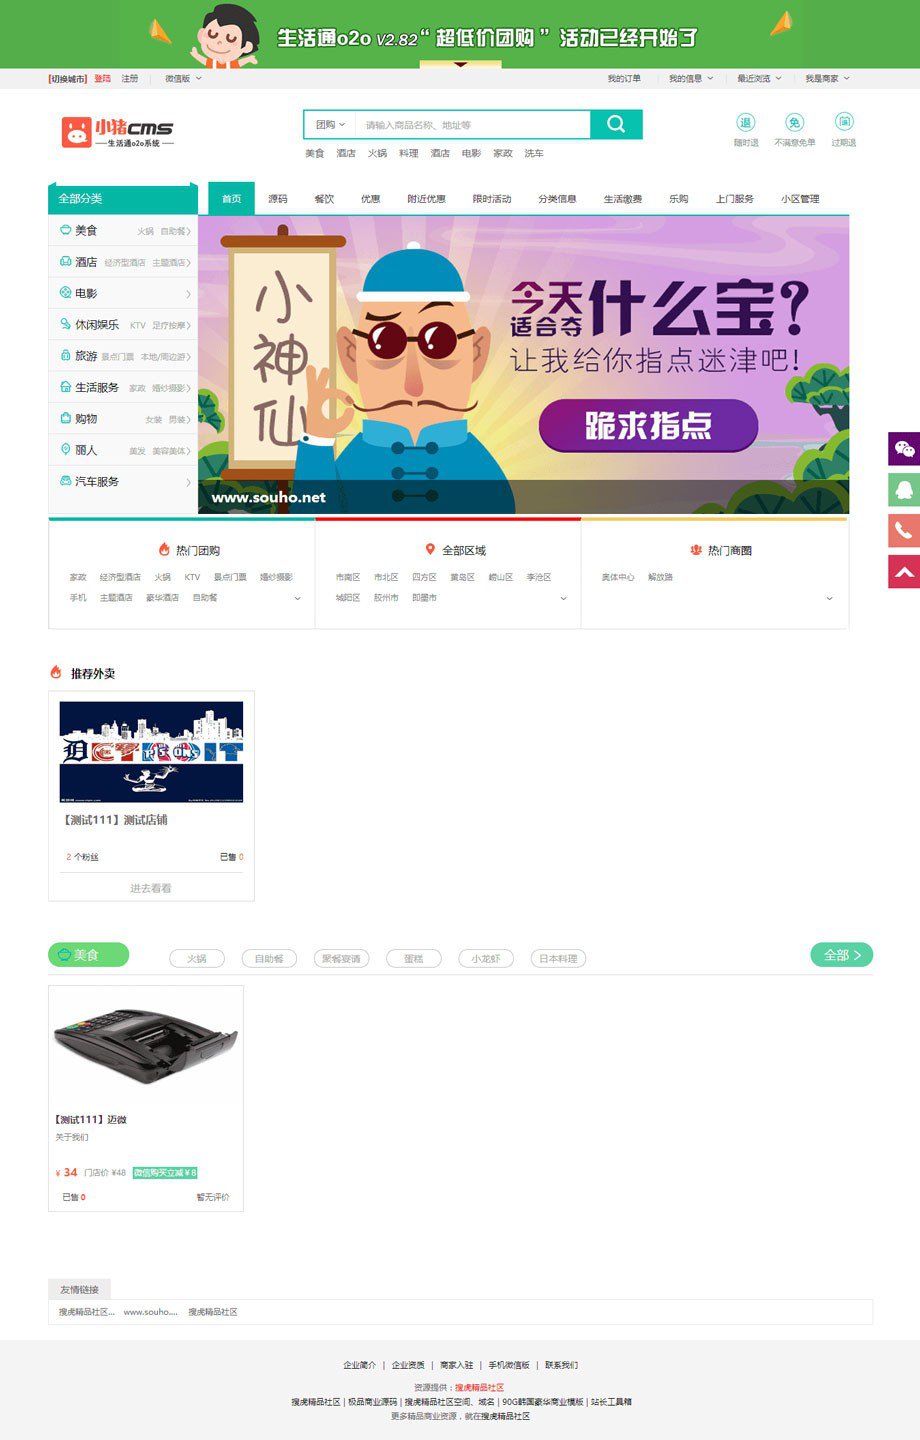 生活通o2o V2.82“ 超低价团购 ”活动已经开始了
[切换城市] 登陆 注册 微信版 我的订单 我的信息 最近浏览 我是商家
小猪CMS
生活通o2o系统
团购 请输入商品名称、地址等
美食 酒店 火锅 料理 酒店 电影 家政 洗车
随时退 不满意免单 过期退
全部分类 首页 源码 餐饮 优惠 附近优惠 限时活动 分类信息 生活缴费 乐购 上门服务 小区管理
美食 火锅 自助餐
酒店 经济型酒店 主题酒店
电影
休闲娱乐 KTV 足疗按摩
旅游 景点门票 本地/周边游
生活服务 家政 婚纱摄影
购物 女装 男装
丽人 美发 美容美体
汽车服务
小神仙
今天
适合夺
什么宝?
让我给你指点迷津吧!
跪求指点
www.souho.net
热门团购
家政 经济型酒店 火锅 KTV 景点门票 婚纱摄影
手机 主题酒店 豪华酒店 自助餐
全部区域
市南区 市北区 四方区 黄岛区 崂山区 李沧区
城阳区 胶州市 即墨市
热门商圈
奥体中心 解放路
推荐外卖
【测试111】测试店铺
2 个粉丝 已售 0
进去看看
美食 火锅 自助餐 聚餐宴请 蛋糕 小龙虾 日本料理 全部
【测试111】迈微
关于我们
¥ 34 门店价 ¥48 微信购买立减 ¥ 8
已售 0 暂无评价
友情链接
搜虎精品社区... www.souho.... 搜虎精品社区
企业简介 | 企业资质 | 商家入驻 | 手机微信版 | 联系我们
资源提供：搜虎精品社区
搜虎精品社区 | 极品商业源码 | 搜虎精品社区空间、域名 | 90G韩国豪华商业模版 | 站长工具箱
更多精品商业资源，就在搜虎精品社区